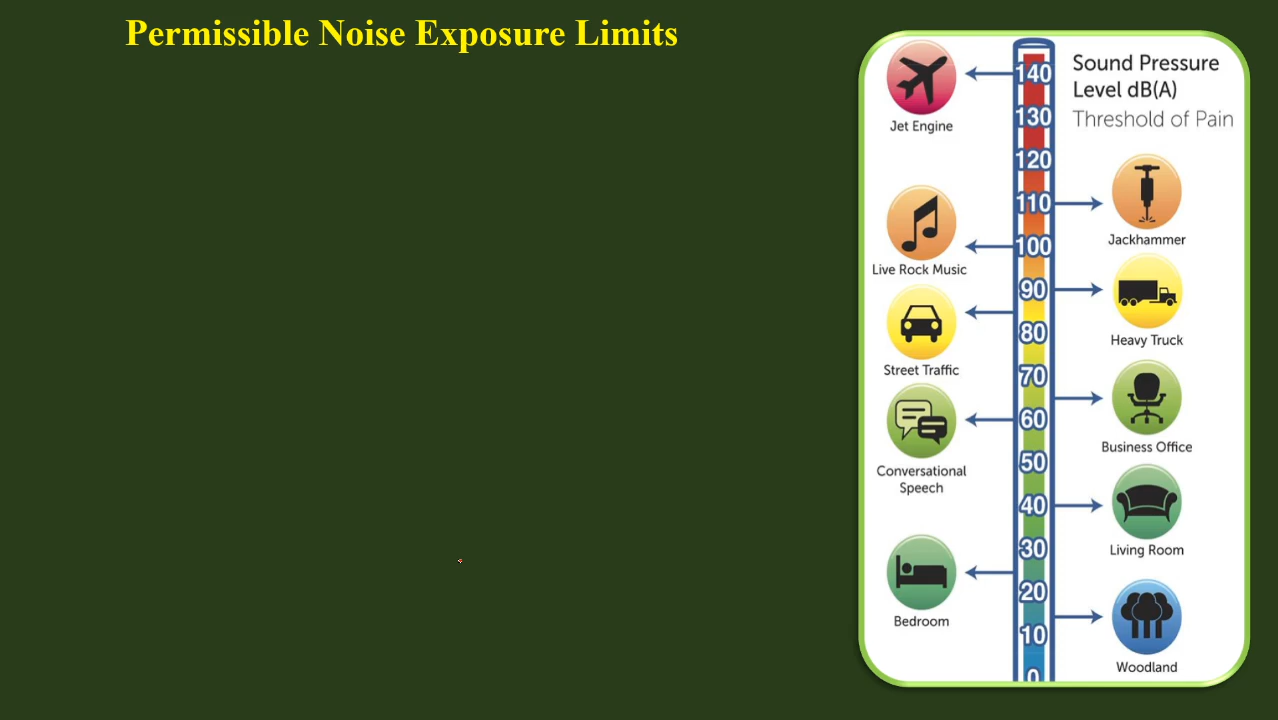 Permissible Noise Exposure Limits
Sound Pressure
Level dB(A)
Threshold of Pain
140
130
120
110
100
90
80
70
60
50
40
30
20
10
0
Jet Engine
Jackhammer
Live Rock Music
Heavy Truck
Street Traffic
Business Office
Conversational
Speech
Living Room
Bedroom
Woodland